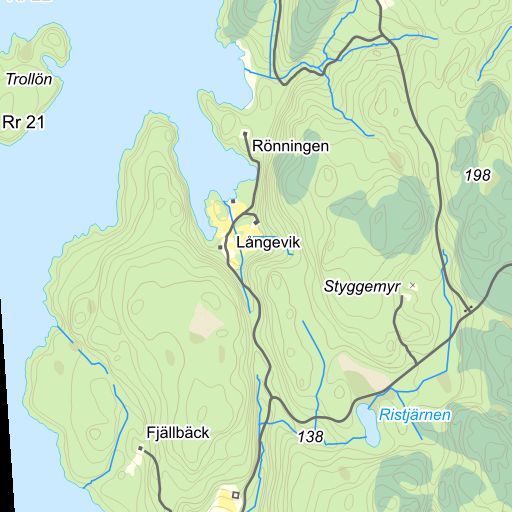 Trollön
Rr 21
Rönningen
198
Långevik
Styggemyr
Ristjärnen
Fjällbäck
138